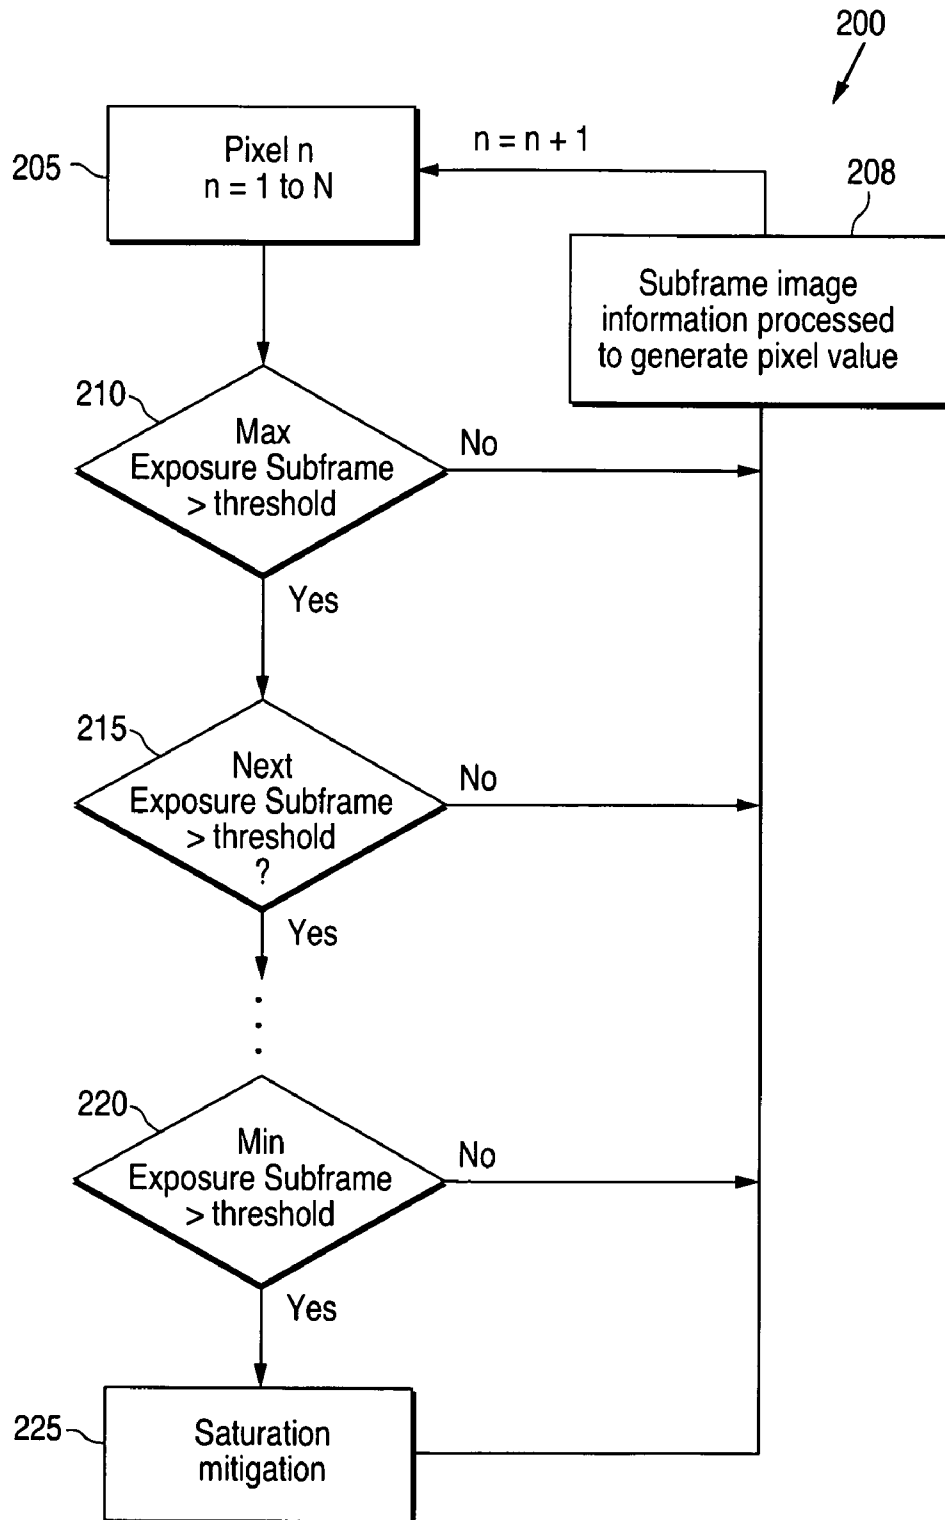 200
205
Pixel n
n = 1 to N
n = n + 1
208
Subframe image
information processed
to generate pixel value
210
Max
Exposure Subframe
> threshold
No
Yes
215
Next
Exposure Subframe
> threshold
?
No
Yes
220
Min
Exposure Subframe
> threshold
No
Yes
225
Saturation
mitigation